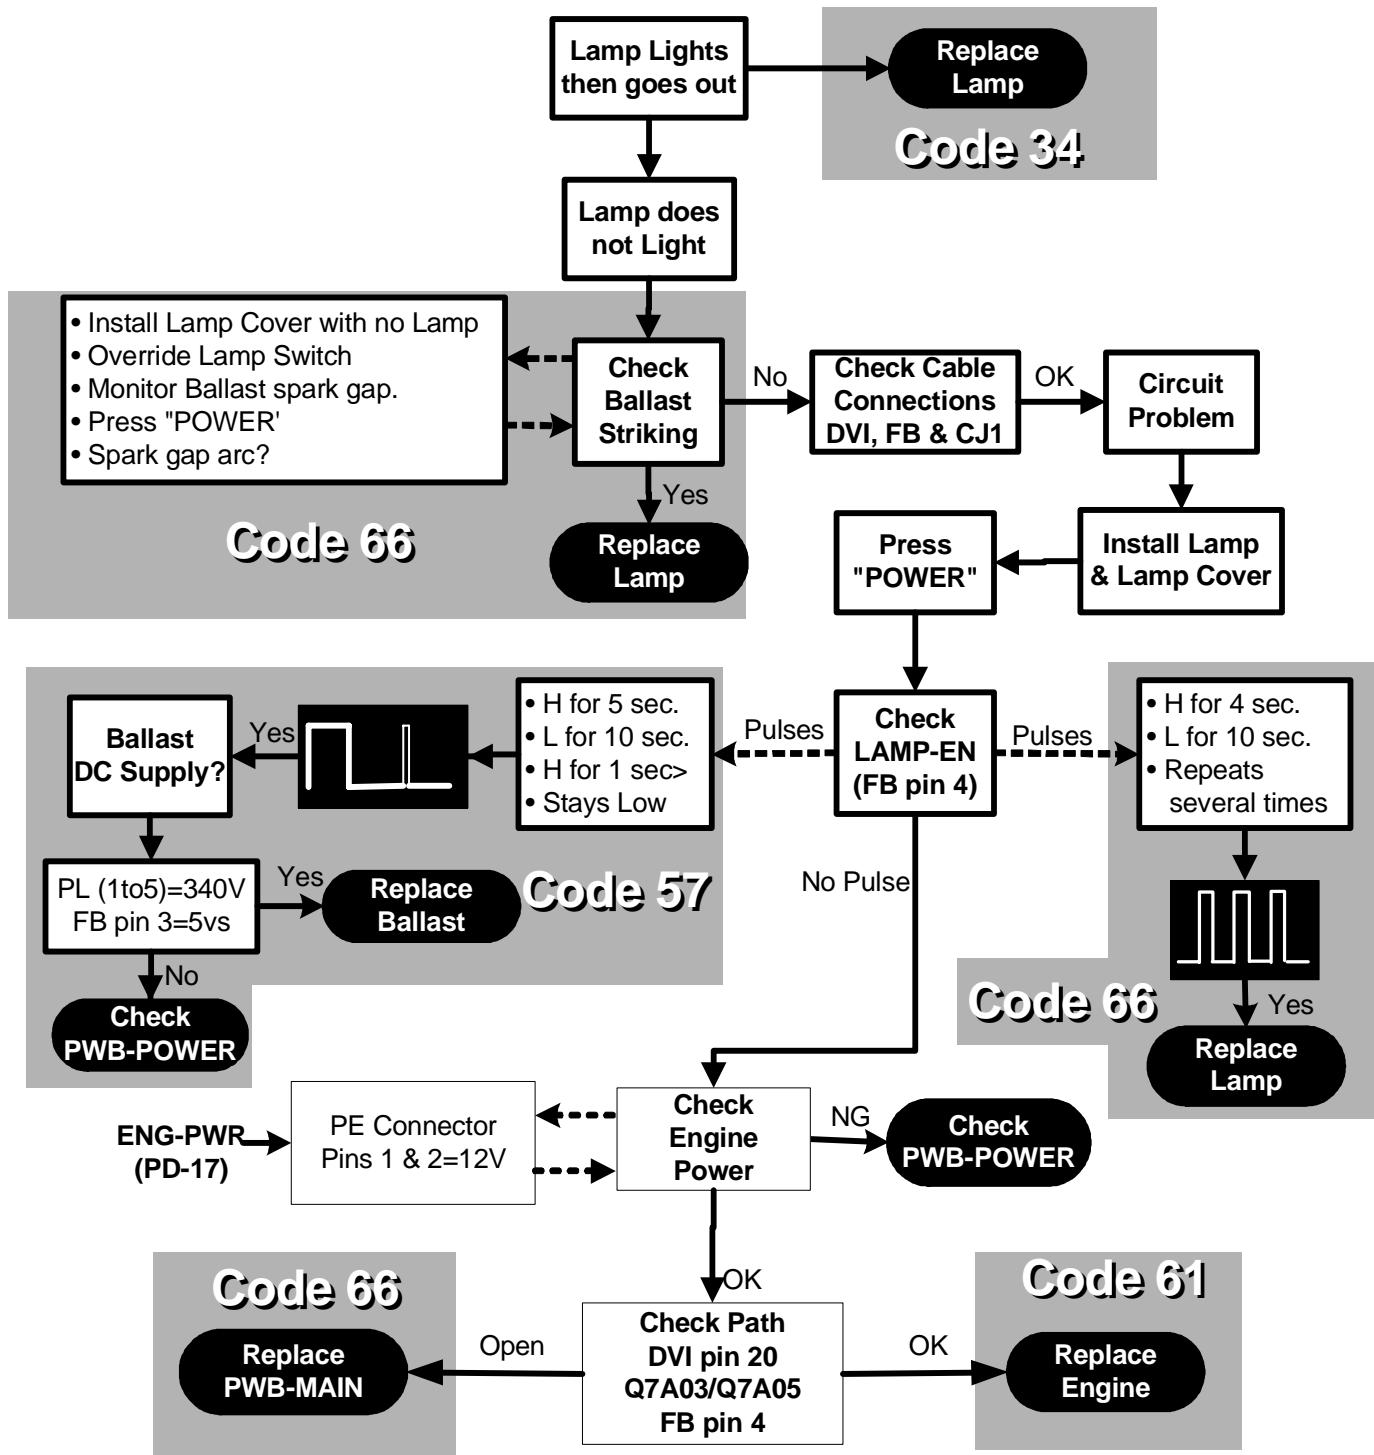 Lamp Lights
then goes out
Replace
Lamp
Code 34
Lamp does
not Light
• Install Lamp Cover with no Lamp
• Override Lamp Switch
• Monitor Ballast spark gap.
• Press "POWER'
• Spark gap arc?
Check
Ballast
Striking
No
Check Cable
Connections
DVI, FB & CJ1
OK
Circuit
Problem
Yes
Code 66
Replace
Lamp
Press
"POWER"
Install Lamp
& Lamp Cover
Ballast
DC Supply?
Yes
• H for 5 sec.
• L for 10 sec.
• H for 1 sec>
• Stays Low
Pulses
Check
LAMP-EN
(FB pin 4)
Pulses
• H for 4 sec.
• L for 10 sec.
• Repeats
several times
PL (1to5)=340V
FB pin 3=5vs
Yes
Replace
Ballast
Code 57
No Pulse
No
Check
PWB-POWER
Code 66
Yes
Replace
Lamp
ENG-PWR
(PD-17)
PE Connector
Pins 1 & 2=12V
Check
Engine
Power
NG
Check
PWB-POWER
OK
Code 66
Replace
PWB-MAIN
Open
Check Path
DVI pin 20
Q7A03/Q7A05
FB pin 4
OK
Code 61
Replace
Engine